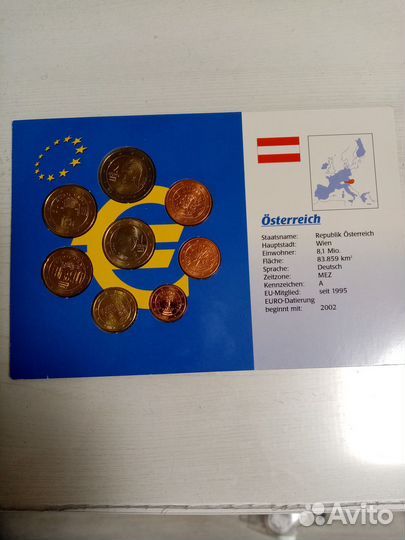 Österreich
Staatsname: Republik Österreich
Hauptstadt: Wien
Einwohner: 8,1 Mio.
Fläche: 83.859 km²
Sprache: Deutsch
Zeitzone: MEZ
Kennzeichen: A
EU-Mitglied: seit 1995
EURO-Datierung
beginnt mit: 2002
Avito